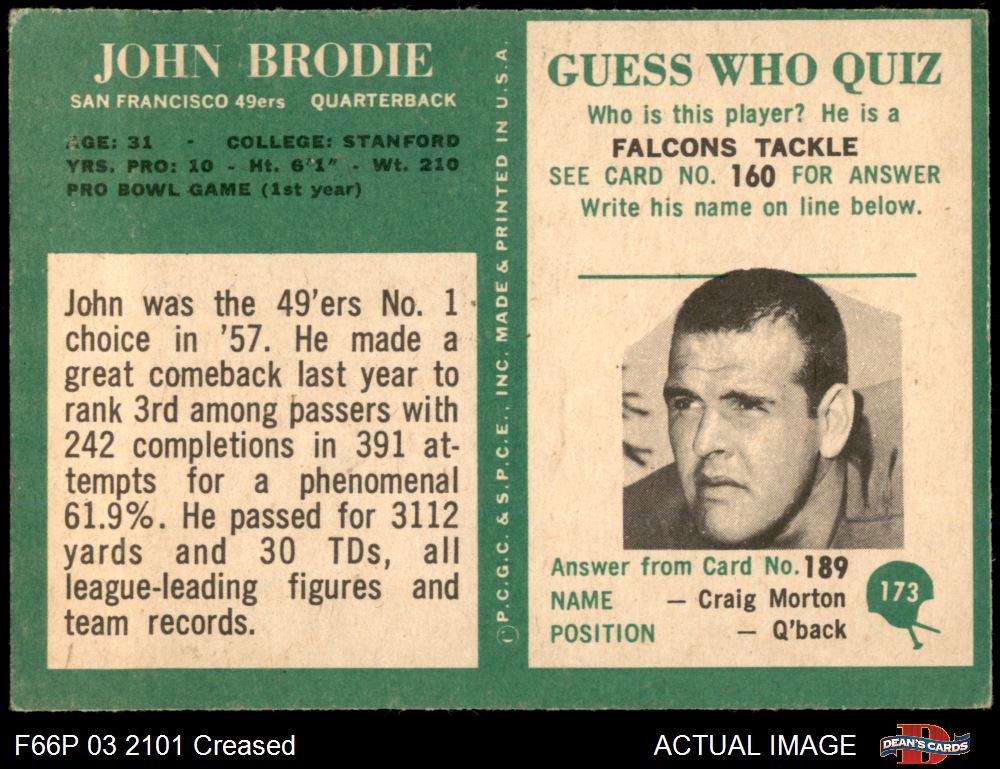 JOHN BRODIE
SAN FRANCISCO 49ers QUARTERBACK
AGE: 31 - COLLEGE: STANFORD
YRS. PRO: 10 - Ht. 6'1" - Wt. 210
PRO BOWL GAME (1st year)
John was the 49'ers No. 1
choice in '57. He made a
great comeback last year to
rank 3rd among passers with
242 completions in 391 at-
tempts for a phenomenal
61.9%. He passed for 3112
yards and 30 TDs, all
league-leading figures and
team records.
Ⓒ P.C.G.C. & S.P.C.E., INC. MADE & PRINTED IN U.S.A.
GUESS WHO QUIZ
Who is this player? He is a
FALCONS TACKLE
SEE CARD NO. 160 FOR ANSWER
Write his name on line below.
Answer from Card No. 189
NAME — Craig Morton
POSITION — Q'back
173
F66P 03 2101 Creased
ACTUAL IMAGE
DEAN'S CARDS